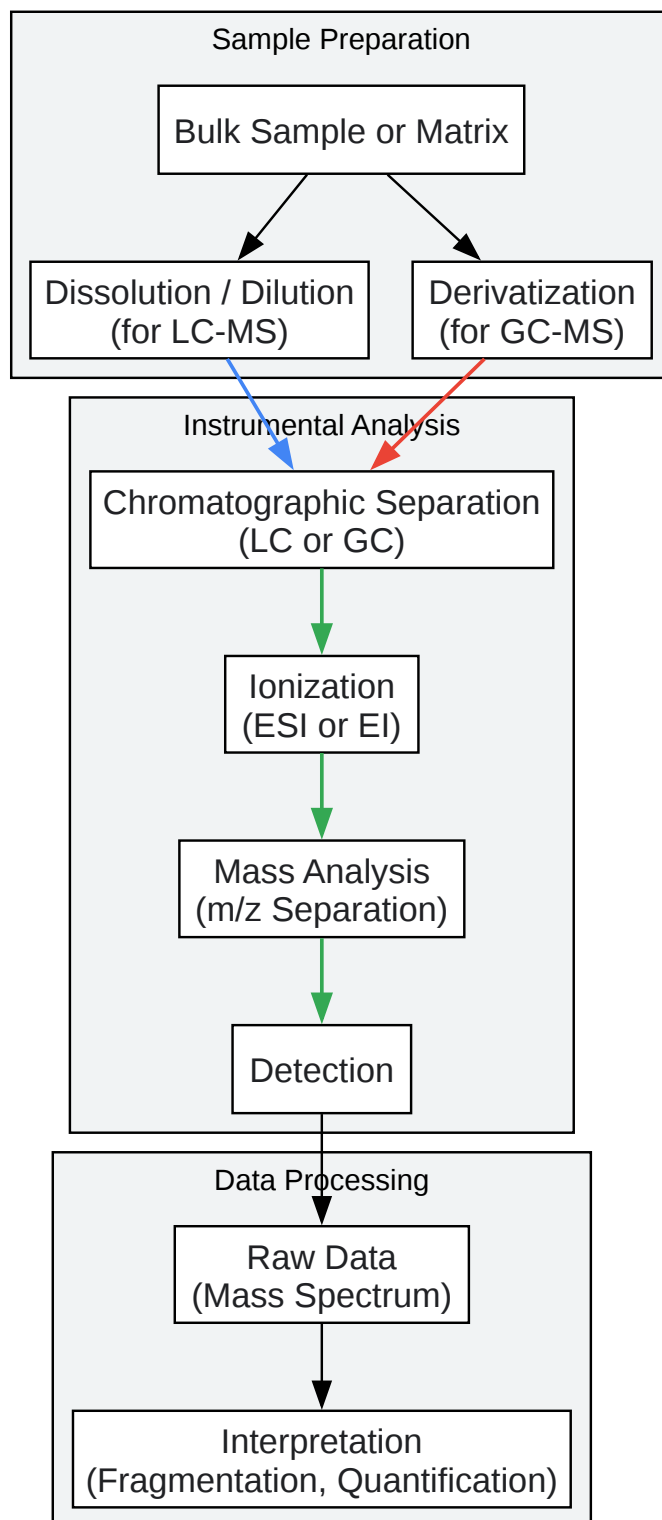 Sample Preparation
Bulk Sample or Matrix
Dissolution / Dilution
(for LC-MS)
Derivatization
(for GC-MS)
Instrumental Analysis
Chromatographic Separation
(LC or GC)
Ionization
(ESI or EI)
Mass Analysis
(m/z Separation)
Detection
Data Processing
Raw Data
(Mass Spectrum)
Interpretation
(Fragmentation, Quantification)